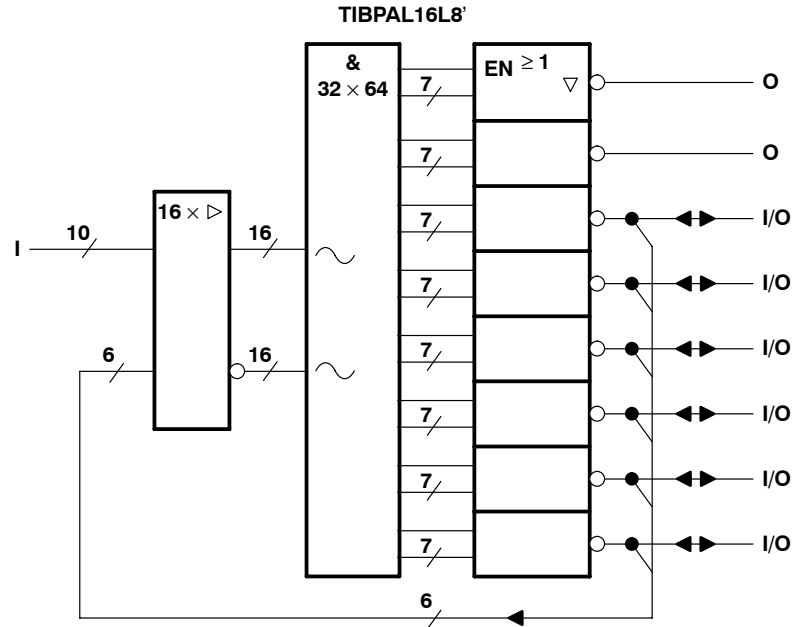 TIBPAL16L8’
&
32 × 64
EN ≥ 1
▽
7
O
7
O
16 × ▷
7
I/O
I
10
16
7
I/O
6
16
7
I/O
7
I/O
7
I/O
7
I/O
6